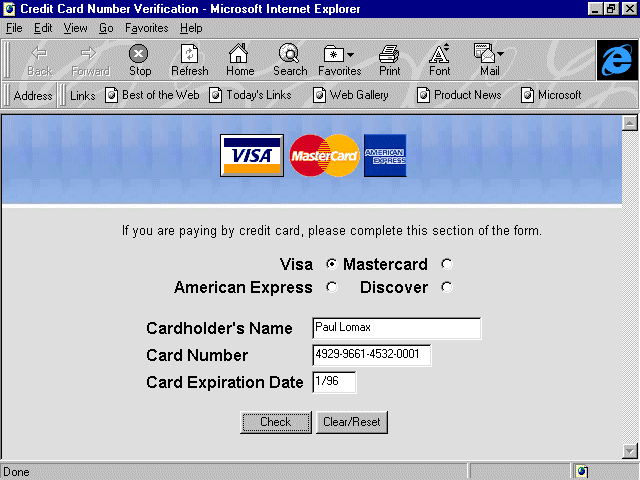 Credit Card Number Verification - Microsoft Internet Explorer
File Edit View Go Favorites Help
Back Forward Stop Refresh Home Search Favorites Print Font Mail
Address Links Best of the Web Today's Links Web Gallery Product News Microsoft
VISA MasterCard AMERICAN EXPRESS
If you are paying by credit card, please complete this section of the form.
Visa Mastercard
American Express Discover
Cardholder's Name Paul Lomax
Card Number 4929-9661-4532-0001
Card Expiration Date 1/96
Check Clear/Reset
Done